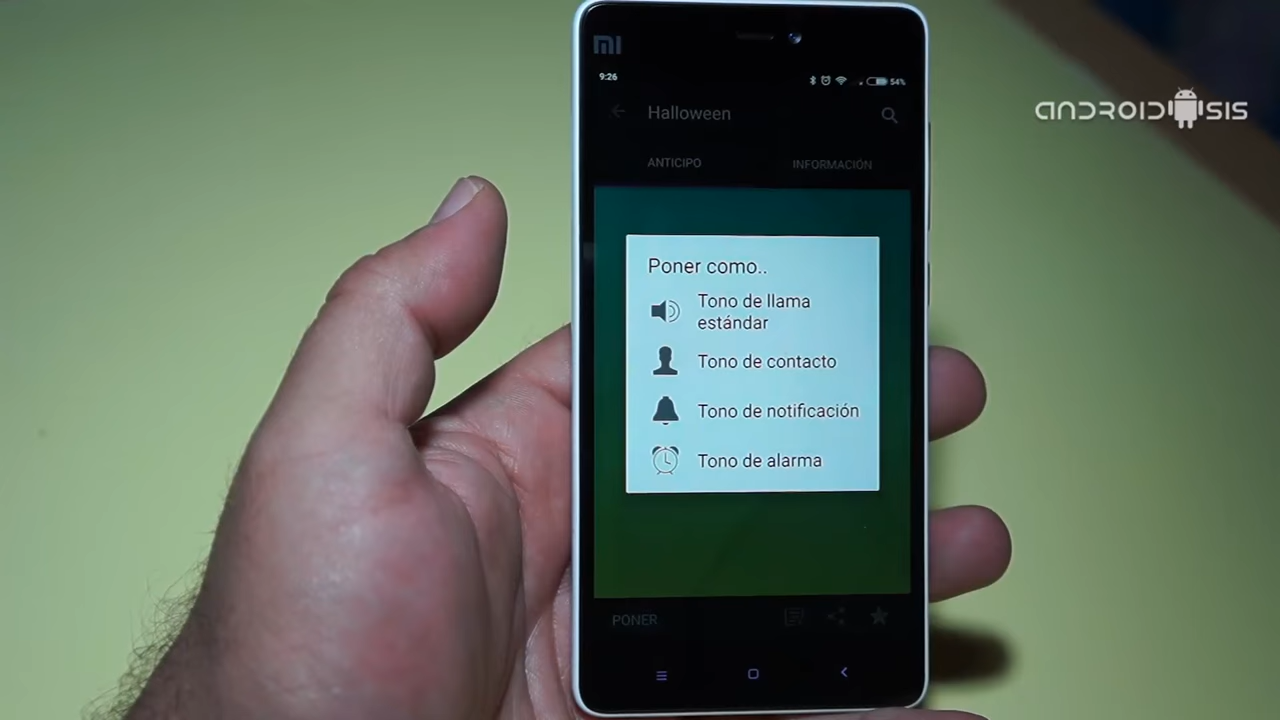 mi
9:26
54%
Halloween
ANTICIPO
INFORMACIÓN
ANDROIDSIS
Poner como..
Tono de llama
estándar
Tono de contacto
Tono de notificación
Tono de alarma
PONER